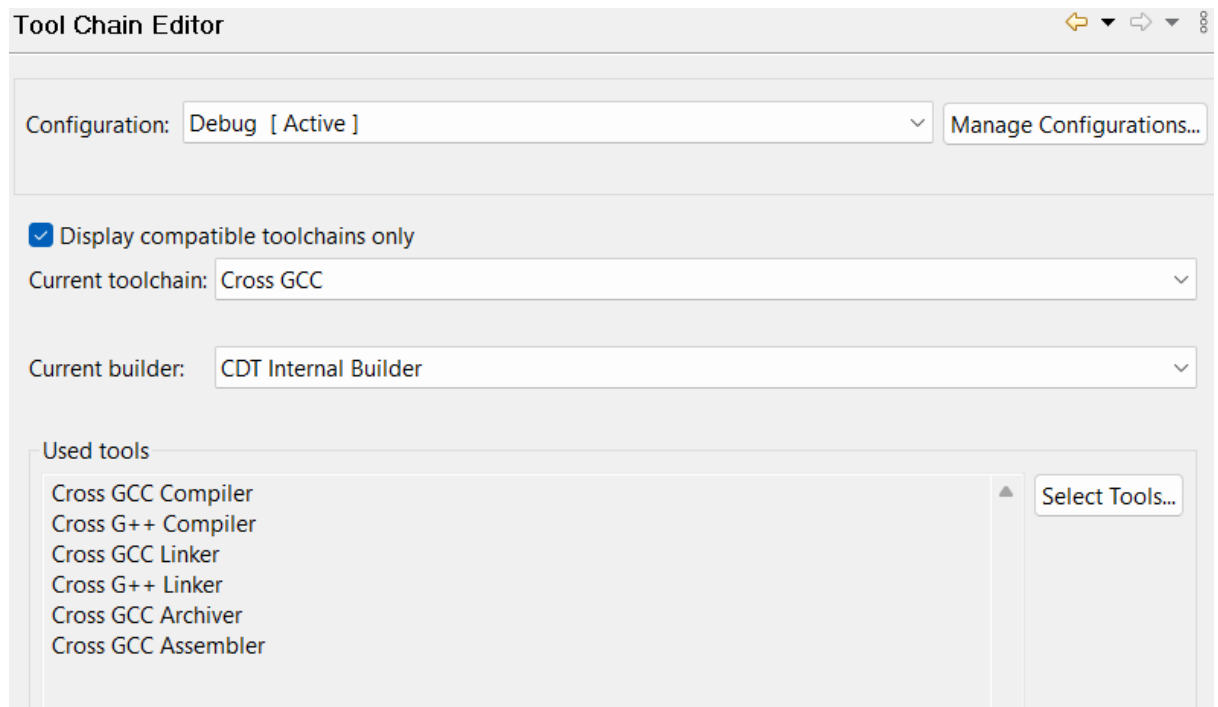 Tool Chain Editor
Configuration: Debug [ Active ] Manage Configurations...
Display compatible toolchains only
Current toolchain: Cross GCC
Current builder: CDT Internal Builder
Used tools
Cross GCC Compiler Select Tools...
Cross G++ Compiler
Cross GCC Linker
Cross G++ Linker
Cross GCC Archiver
Cross GCC Assembler